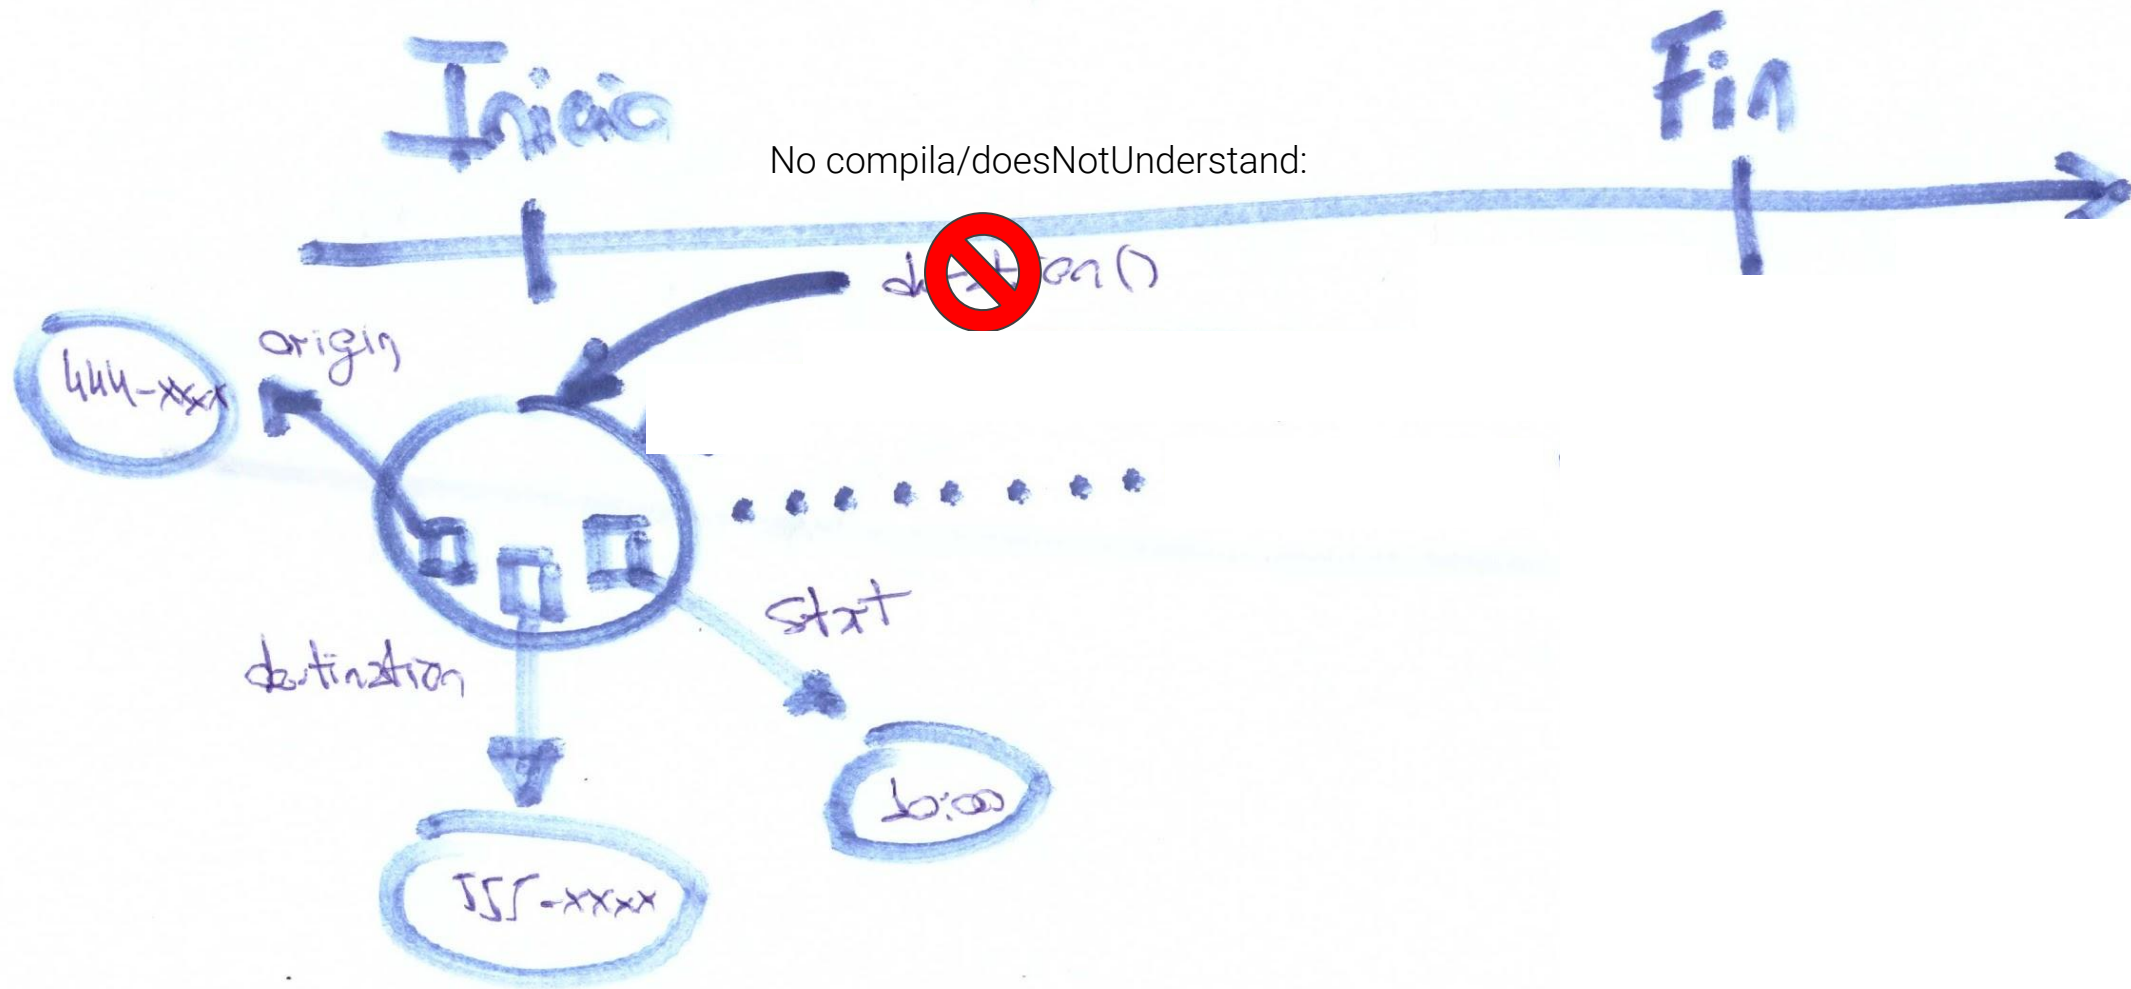 Inicio
Fin
No compila/doesNotUnderstand:
origin
444-xxxx
destination
start
10:00
555-xxxx